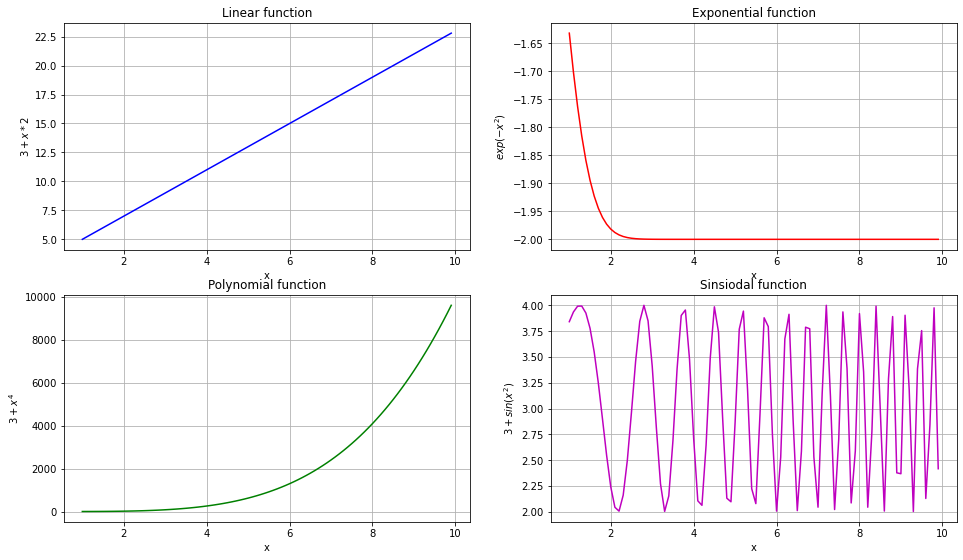 Linear function
3 + x * 2
22.5
20.0
17.5
15.0
12.5
10.0
7.5
5.0
2 4 6 8 10
x
Exponential function
exp(−x²)
−1.65
−1.70
−1.75
−1.80
−1.85
−1.90
−1.95
−2.00
2 4 6 8 10
x
Polynomial function
3 + x⁴
10000
8000
6000
4000
2000
0
2 4 6 8 10
x
Sinsiodal function
3 + sin(x²)
4.00
3.75
3.50
3.25
3.00
2.75
2.50
2.25
2.00
2 4 6 8 10
x